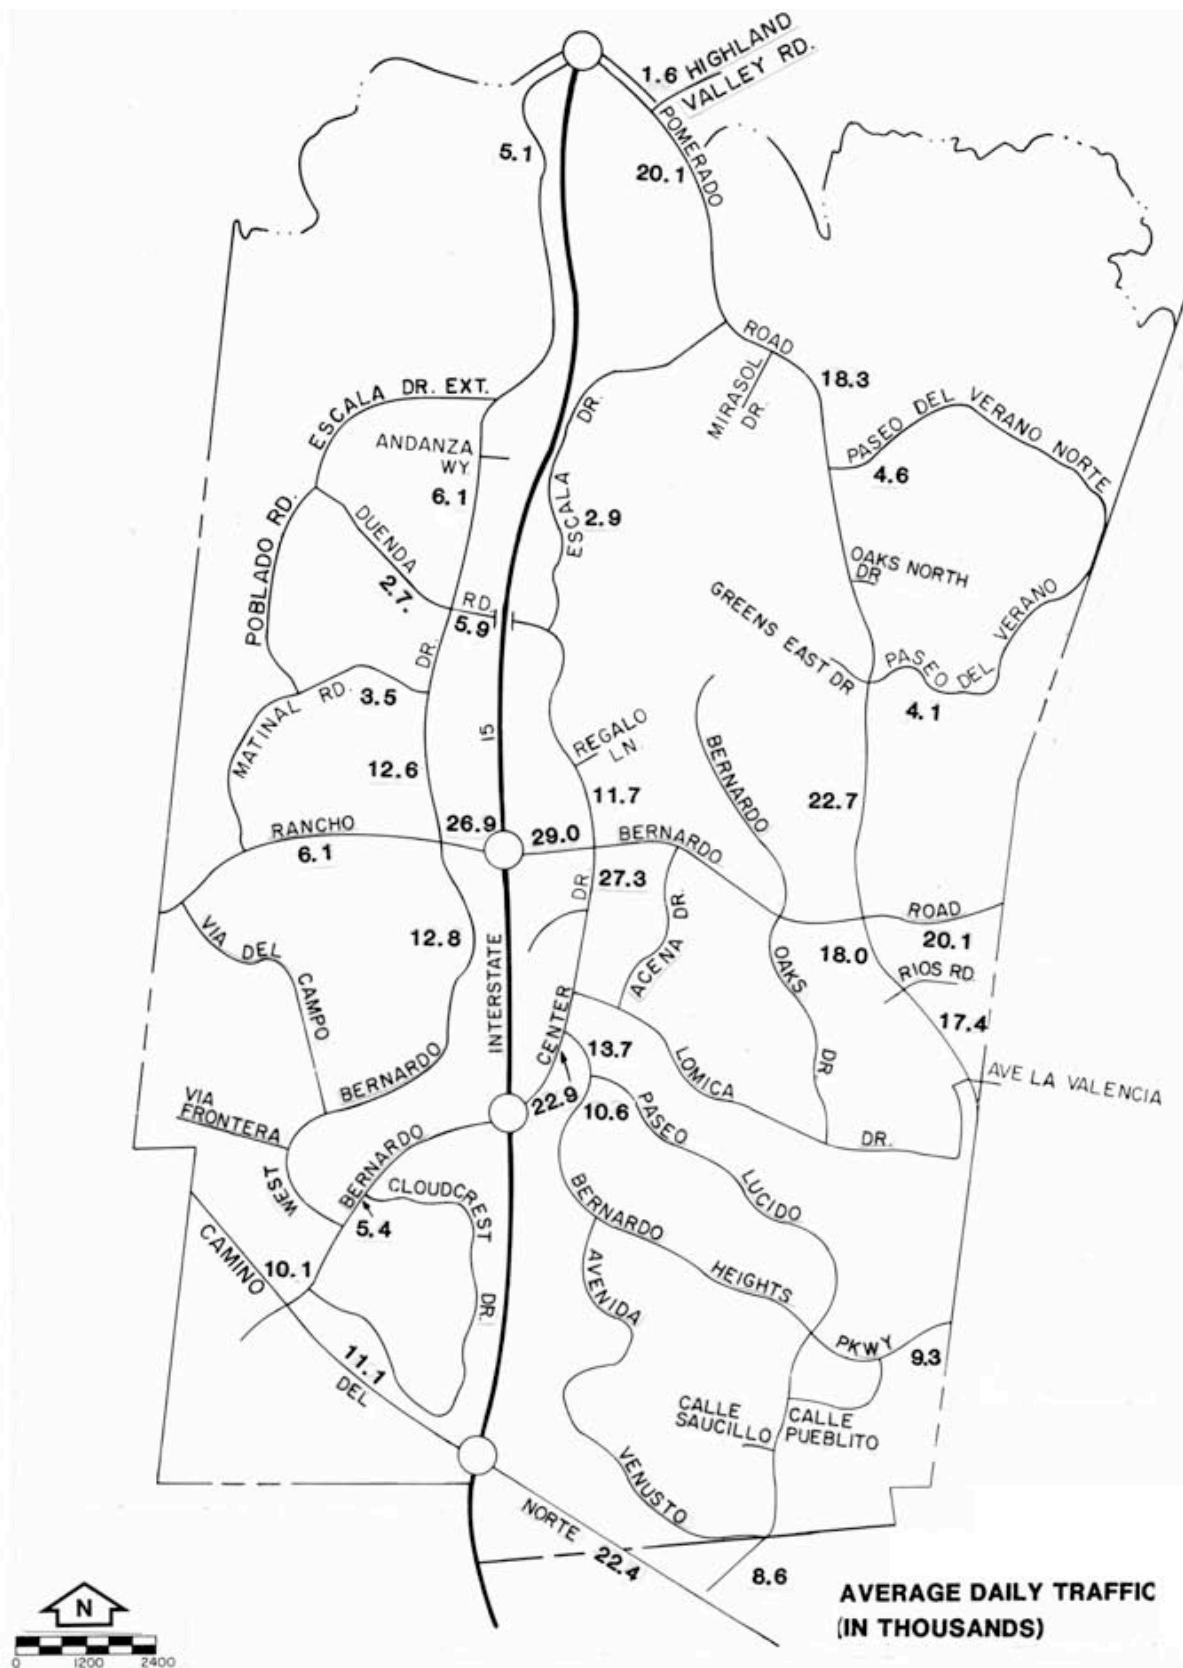 1.6 HIGHLAND
VALLEY RD.
5.1
POMERADO
20.1
ROAD
MIRASOL
DR.
18.3
ESCALA DR. EXT.
DR.
PASEO DEL VERANO NORTE
4.6
ANDANZA
WY.
6.1
ESCALA
2.9
POBLADO RD.
DUENDA
2.7.
RD.
5.9
OAKS NORTH
DR
GREENS EAST DR
PASEO DEL VERANO
4.1
DR.
MATINAL RD.
3.5
15
REGALO
LN.
12.6
11.7
BERNARDO
22.7
RANCHO
6.1
26.9
29.0
BERNARDO
DR
27.3
ACENA DR.
ROAD
20.1
VIA DEL CAMPO
12.8
18.0
OAKS
RIOS RD.
INTERSTATE
CENTER
17.4
13.7
LOMICA
DR.
AVE LA VALENCIA
BERNARDO
VIA
FRONTERA
22.9
10.6
PASEO
DR.
WEST
BERNARDO
CLOUDCREST
5.4
LUCIDO
BERNARDO
CAMINO
10.1
DR.
AVENIDA
HEIGHTS
PKWY
9.3
11.1
DEL
CALLE
SAUCILLO
CALLE
PUEBLITO
VENUSTO
NORTE
22.4
8.6
AVERAGE DAILY TRAFFIC
(IN THOUSANDS)
N
0 1200 2400